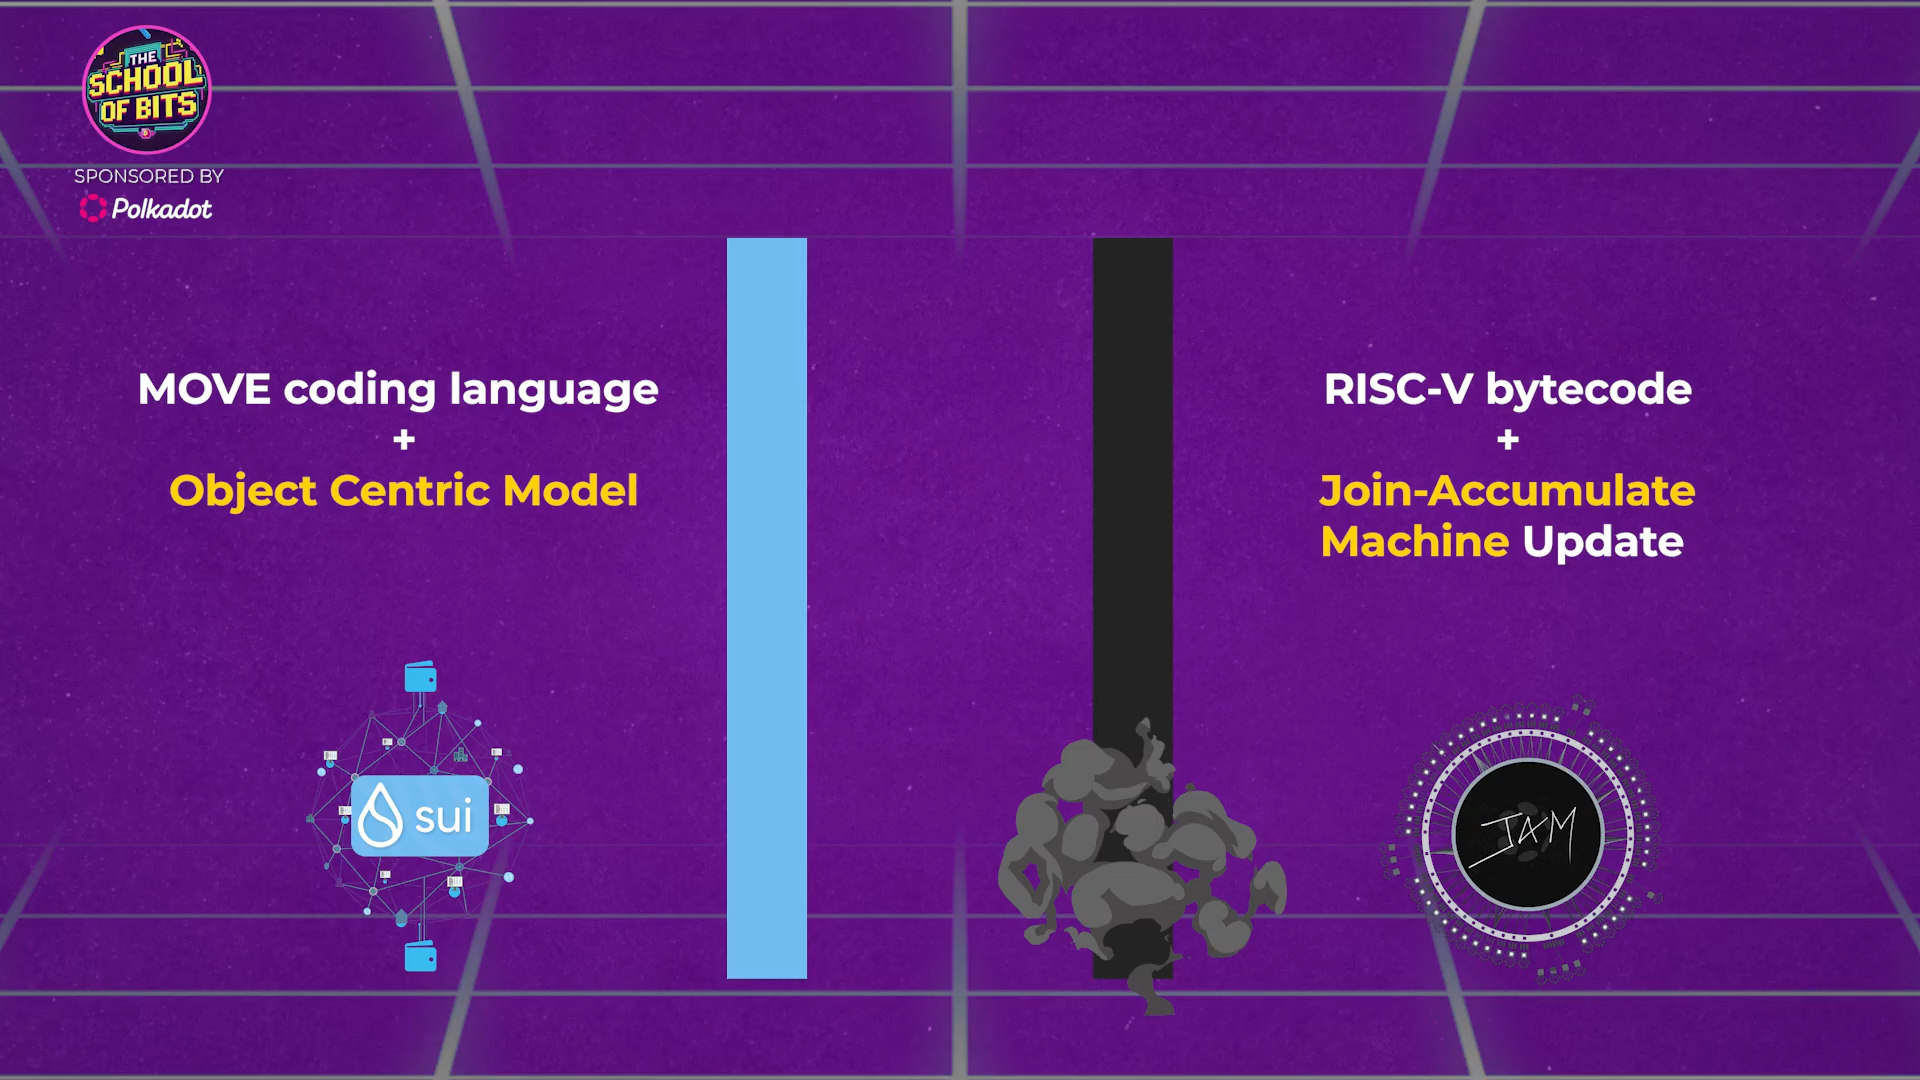 THE
SCHOOL
OF BITS
SPONSORED BY
Polkadot
MOVE coding language
+
Object Centric Model
RISC-V bytecode
+
Join-Accumulate
Machine Update
sui
JAM